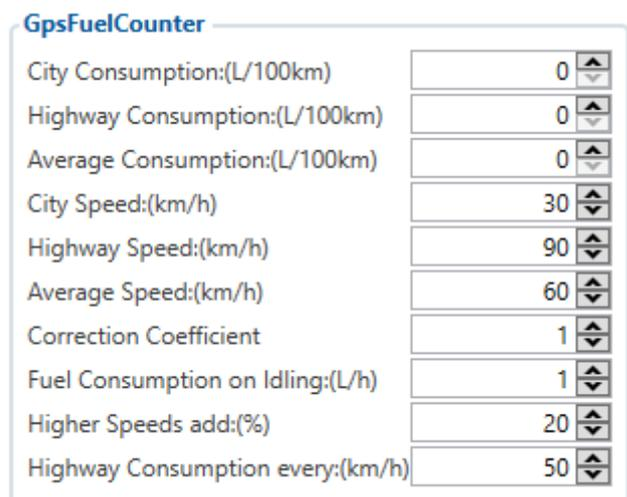 GpsFuelCounter
City Consumption:(L/100km) 0
Highway Consumption:(L/100km) 0
Average Consumption:(L/100km) 0
City Speed:(km/h) 30
Highway Speed:(km/h) 90
Average Speed:(km/h) 60
Correction Coefficient 1
Fuel Consumption on Idling:(L/h) 1
Higher Speeds add:(%) 20
Highway Consumption every:(km/h) 50